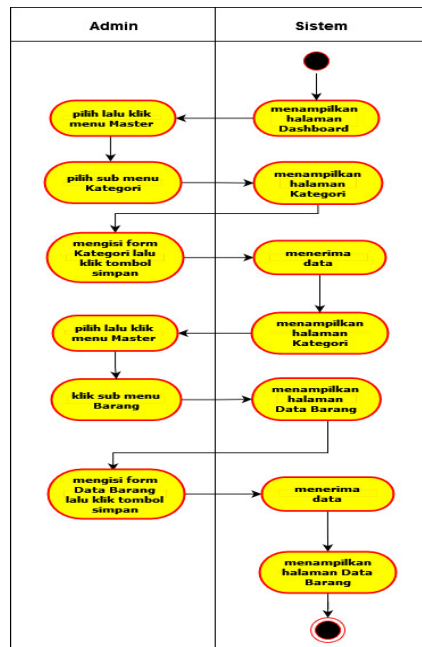 Admin
Sistem
menampilkan
halaman
Dashboard
pilih lalu klik
menu Master
pilih sub menu
Kategori
menampilkan
halaman
Kategori
mengisi form
Kategori lalu
klik tombol
simpan
menerima
data
menampilkan
halaman
Kategori
pilih lalu klik
menu Master
klik sub menu
Barang
menampilkan
halaman
Data Barang
mengisi form
Data Barang
lalu klik tombol
simpan
menerima
data
menampilkan
halaman Data
Barang